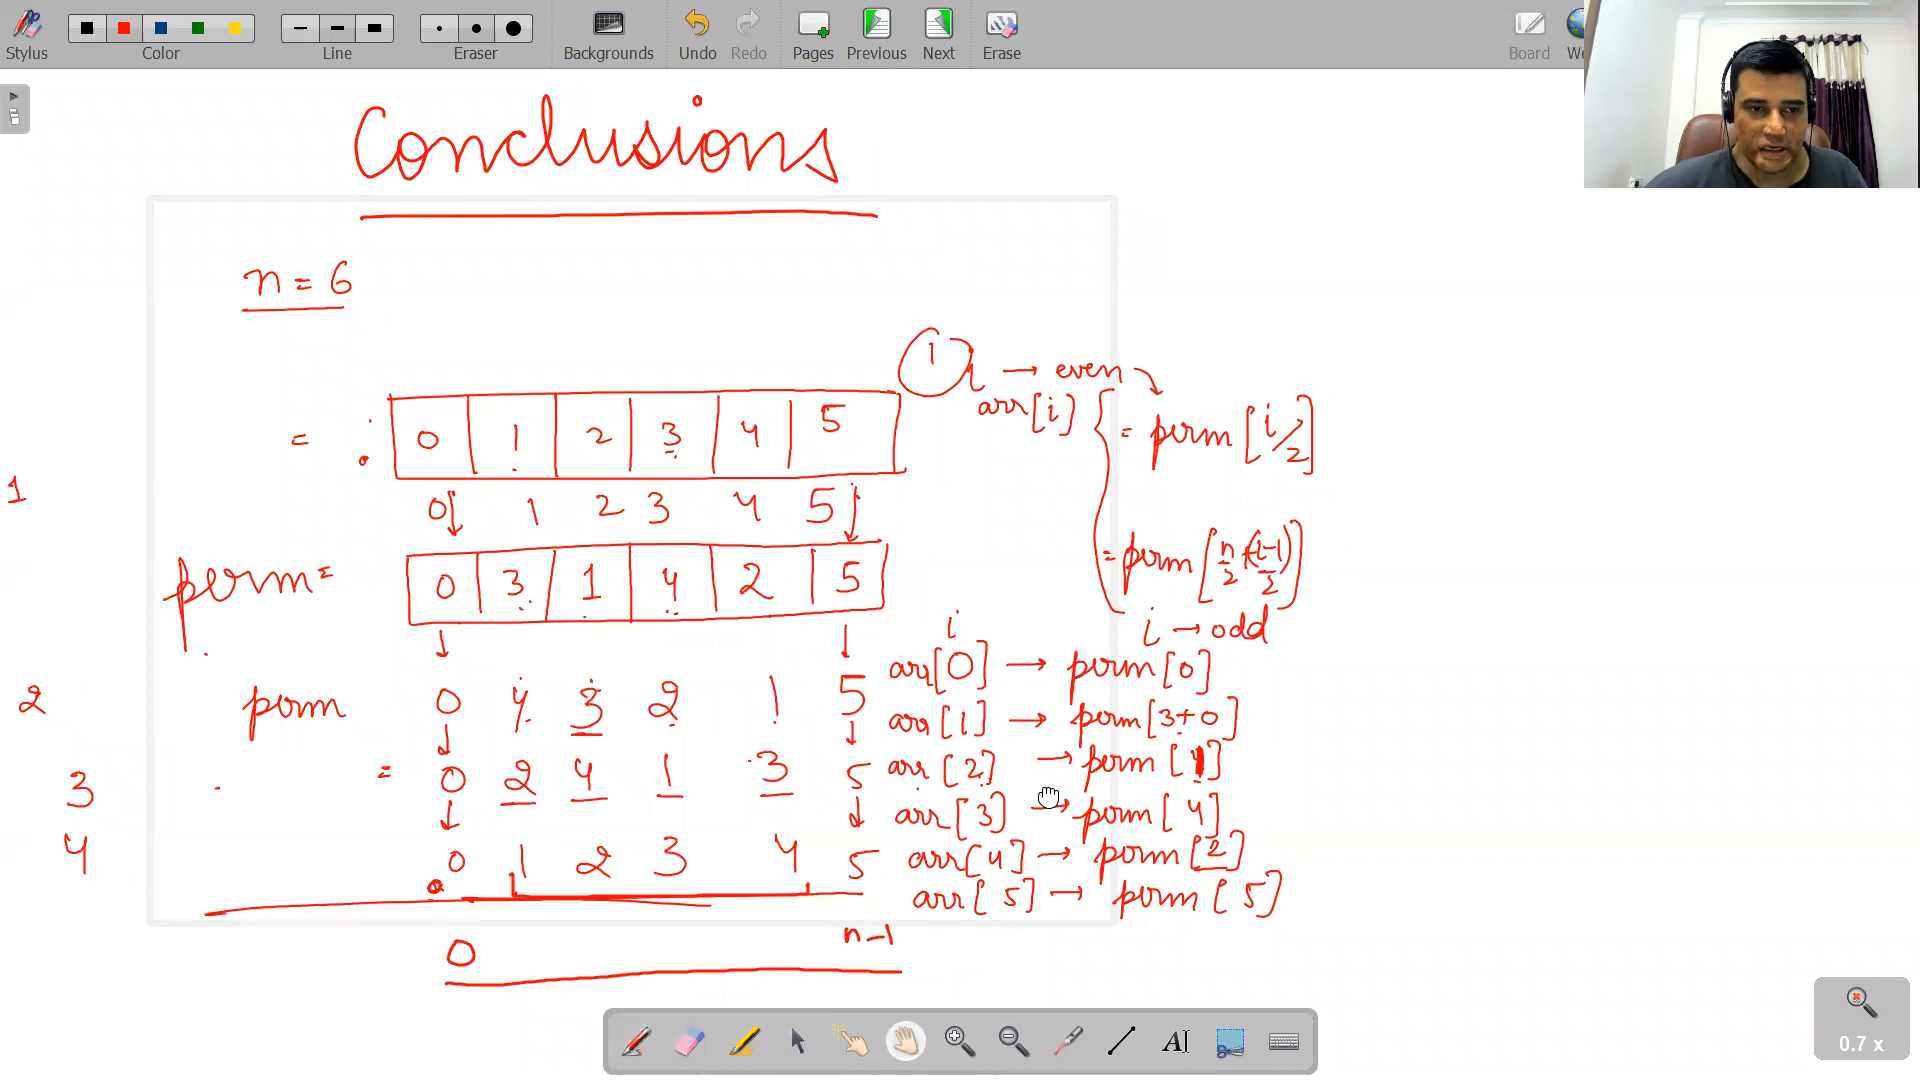 Stylus Color Line Eraser Backgrounds Undo Redo Pages Previous Next Erase Board
Conclusions
n = 6
1 i → even
arr[i] = perm [i/2]
= 0 1 2 3 4 5
1
0 1 2 3 4 5
= perm [n/2 + (i-1)/2]
perm = 0 3 1 4 2 5
i i → odd
arr[0] → perm [0]
2 perm 0 4 3 2 1 5
arr[1] → perm[3+0]
3 = 0 2 4 1 3 5
arr [2] → perm [1]
arr [3] → perm [4]
4 0 1 2 3 4 5
arr[4] → perm [2]
arr[5] → perm [5]
0 n-1
AI
0.7 x